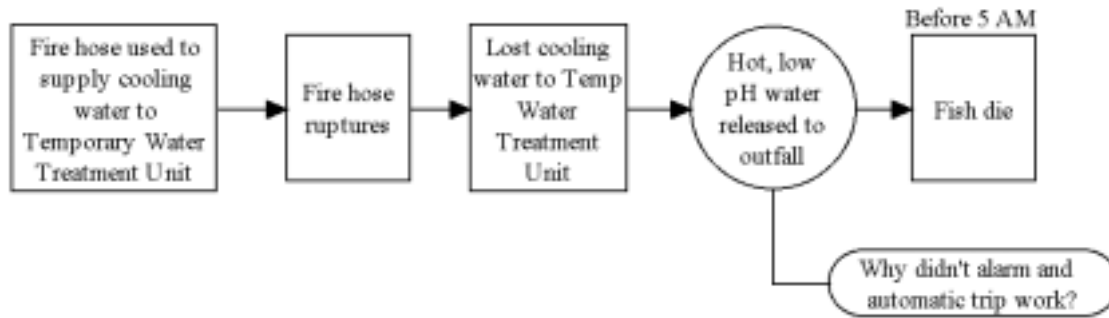 Fire hose used to
supply cooling
water to
Temporary Water
Treatment Unit
Fire hose
ruptures
Lost cooling
water to Temp
Water
Treatment
Unit
Hot, low
pH water
released to
outfall
Before 5 AM
Fish die
Why didn't alarm and
automatic trip work?